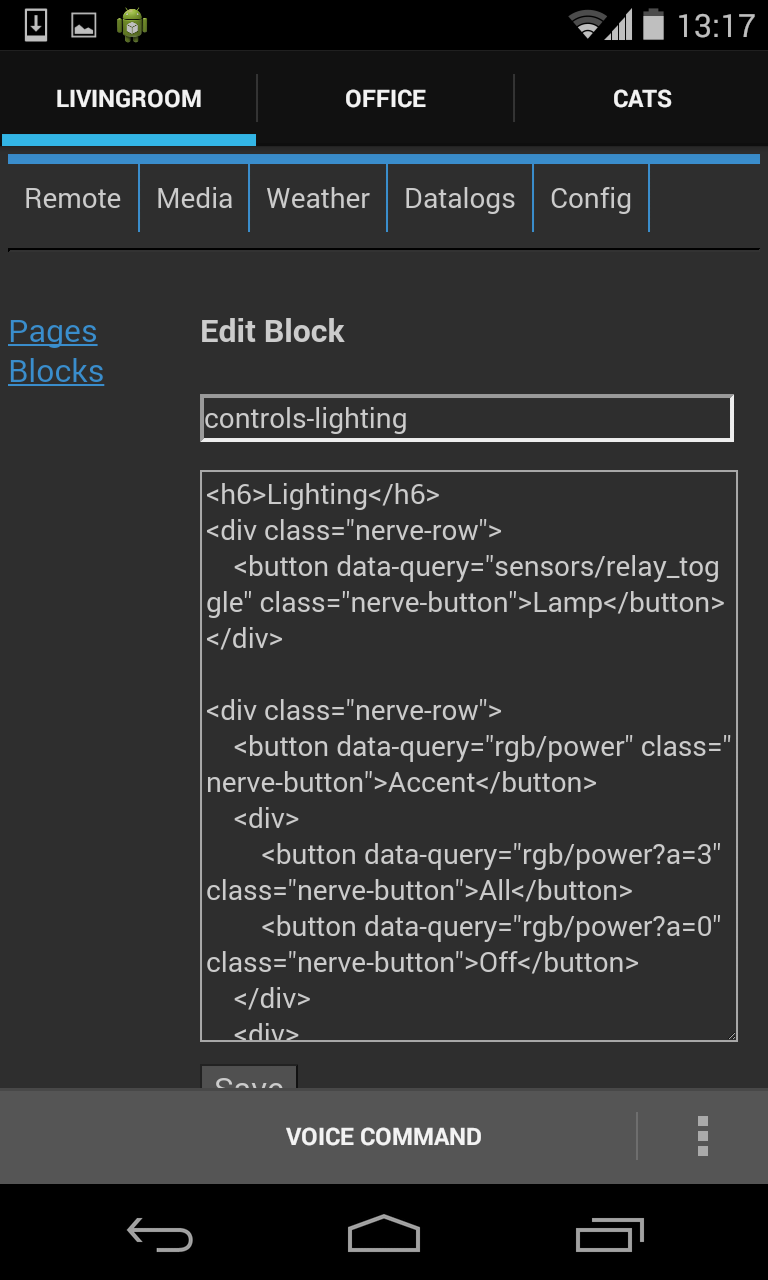 13:17
LIVINGROOM OFFICE CATS
Remote Media Weather Datalogs Config
Pages
Blocks
Edit Block
controls-lighting
<h6>Lighting</h6>
<div class="nerve-row">
    <button data-query="sensors/relay_tog
gle" class="nerve-button">Lamp</button>
</div>

<div class="nerve-row">
    <button data-query="rgb/power" class="
nerve-button">Accent</button>
    <div>
        <button data-query="rgb/power?a=3"
class="nerve-button">All</button>
        <button data-query="rgb/power?a=0"
class="nerve-button">Off</button>
    </div>
    <div>
Save
VOICE COMMAND